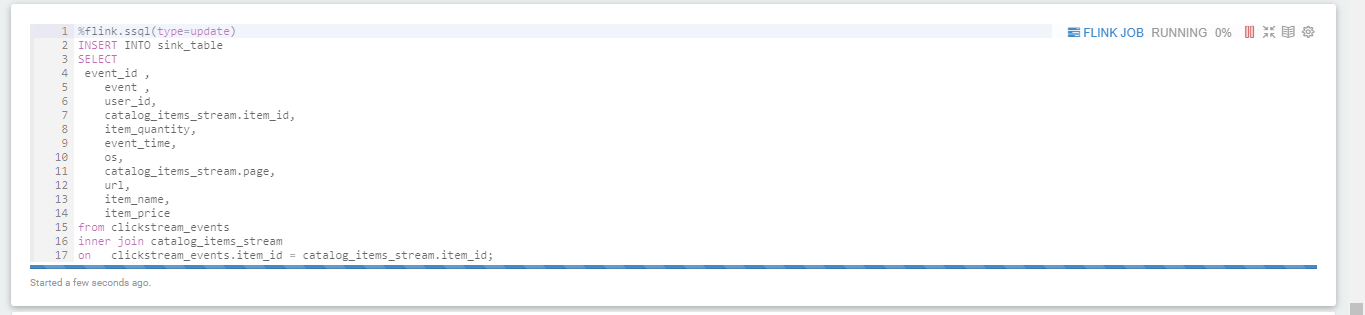 1 %flink.ssql(type=update)
FLINK JOB RUNNING 0%
2 INSERT INTO sink_table
3 SELECT
4 event_id ,
5 event ,
6 user_id,
7 catalog_items_stream.item_id,
8 item_quantity,
9 event_time,
10 os,
11 catalog_items_stream.page,
12 url,
13 item_name,
14 item_price
15 from clickstream_events
16 inner join catalog_items_stream
17 on clickstream_events.item_id = catalog_items_stream.item_id;
Started a few seconds ago.